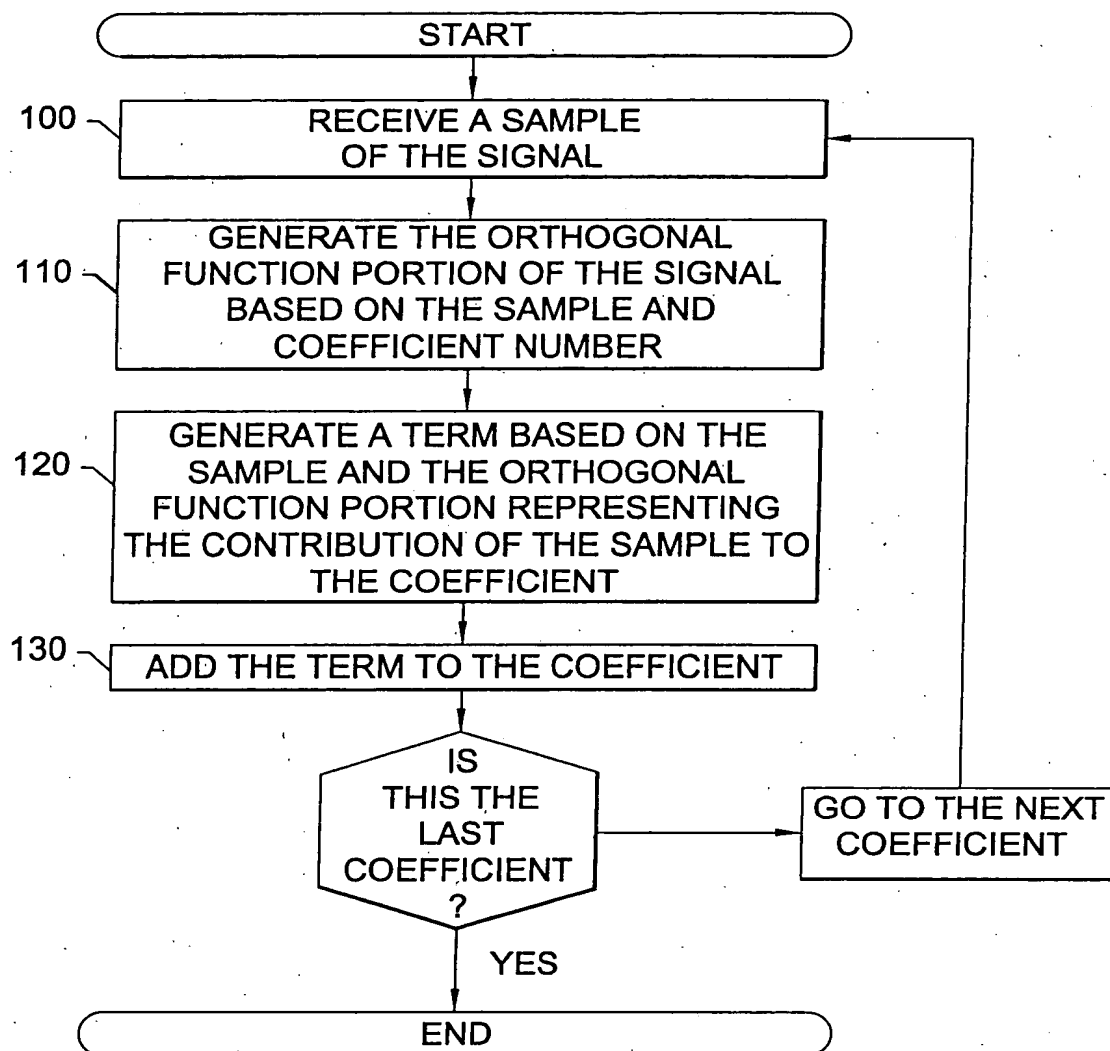 START
100
RECEIVE A SAMPLE
OF THE SIGNAL
110
GENERATE THE ORTHOGONAL
FUNCTION PORTION OF THE SIGNAL
BASED ON THE SAMPLE AND
COEFFICIENT NUMBER
120
GENERATE A TERM BASED ON THE
SAMPLE AND THE ORTHOGONAL
FUNCTION PORTION REPRESENTING
THE CONTRIBUTION OF THE SAMPLE TO
THE COEFFICIENT
130
ADD THE TERM TO THE COEFFICIENT
IS
THIS THE
LAST
COEFFICIENT
?
GO TO THE NEXT
COEFFICIENT
YES
END